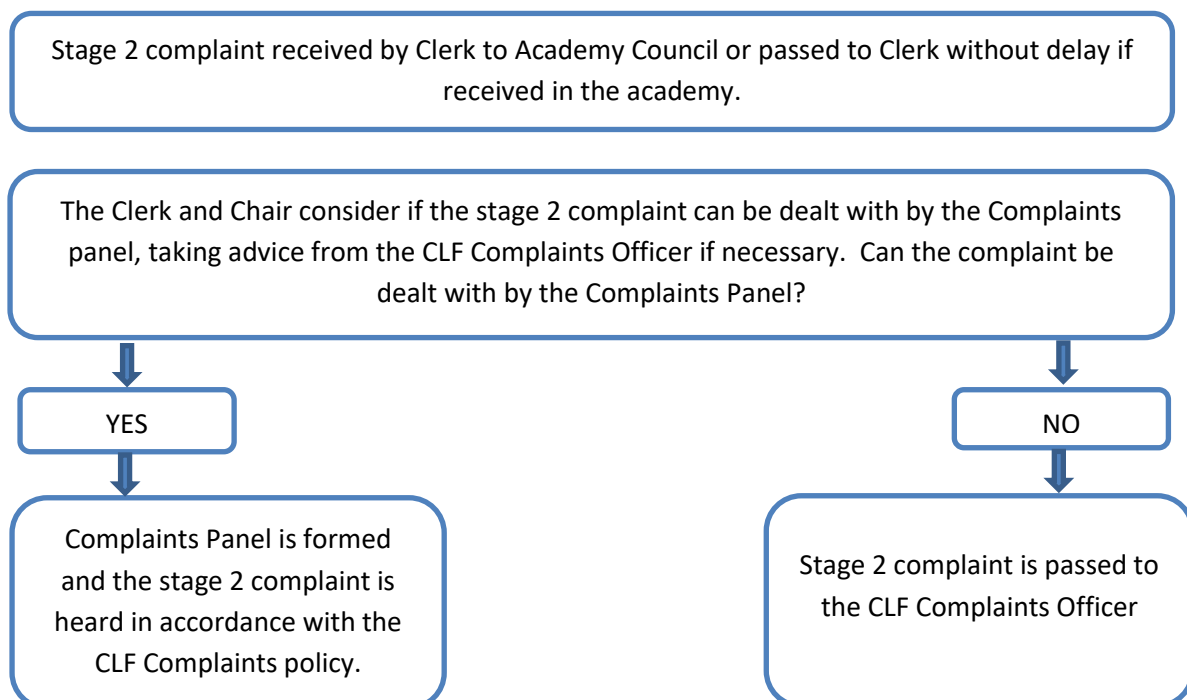 Stage 2 complaint received by Clerk to Academy Council or passed to Clerk without delay if
received in the academy.
The Clerk and Chair consider if the stage 2 complaint can be dealt with by the Complaints
panel, taking advice from the CLF Complaints Officer if necessary.  Can the complaint be
dealt with by the Complaints Panel?
YES
NO
Complaints Panel is formed
and the stage 2 complaint is
heard in accordance with the
CLF Complaints policy.
Stage 2 complaint is passed to
the CLF Complaints Officer